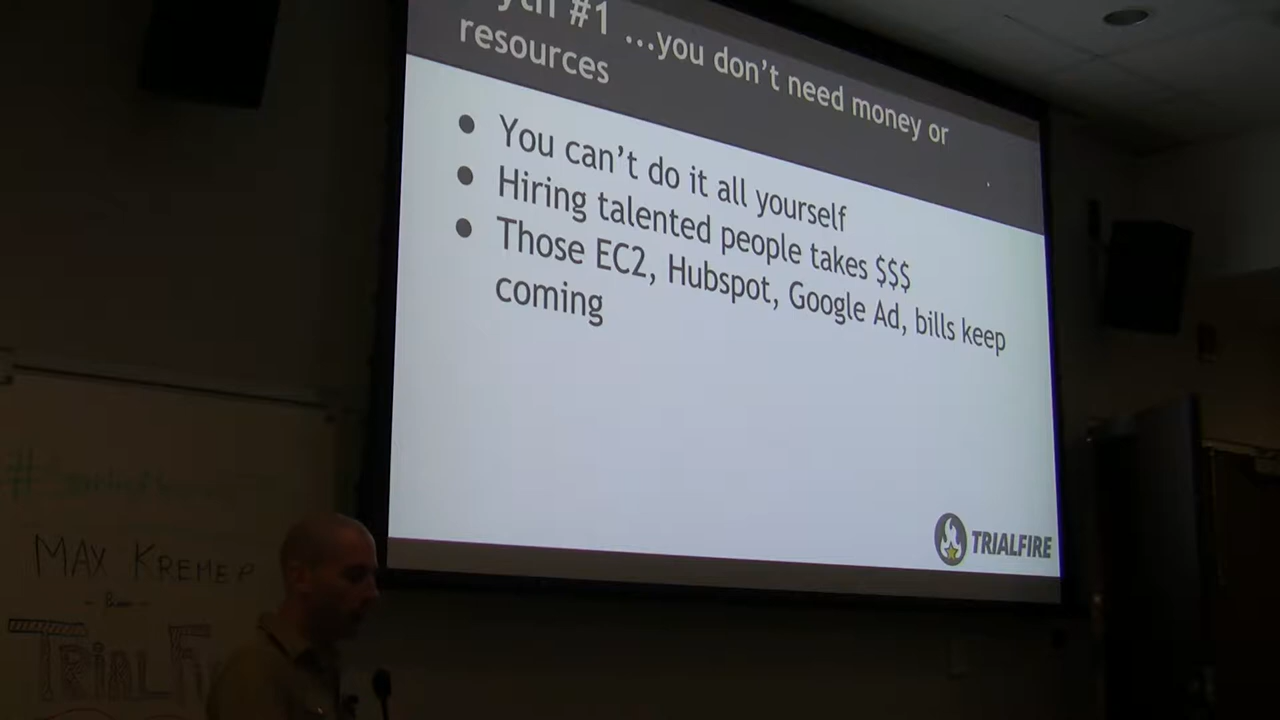 #1 ...you don't need money or
resources
● You can't do it all yourself
● Hiring talented people takes $$$
● Those EC2, Hubspot, Google Ad, bills keep
coming
TRIALFIRE
#
MAX KREMER